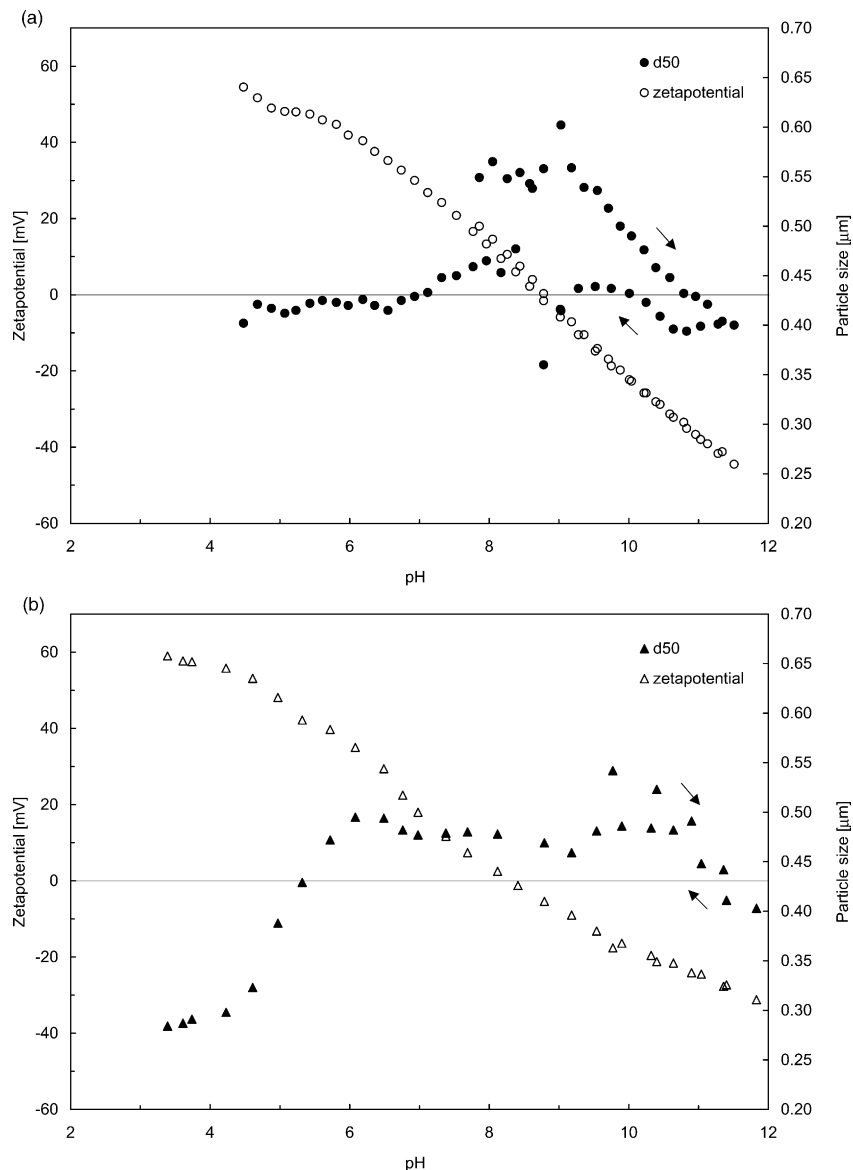 (a)
60
40
20
0
-20
-40
-60
Zetapotential [mV]
0.70
0.65
0.60
0.55
0.50
0.45
0.40
0.35
0.30
0.25
0.20
Particle size [µm]
d50
zetapotential
2 4 6 8 10 12
pH
(b)
60
40
20
0
-20
-40
-60
Zetapotential [mV]
0.70
0.65
0.60
0.55
0.50
0.45
0.40
0.35
0.30
0.25
0.20
Particle size [µm]
d50
zetapotential
2 4 6 8 10 12
pH